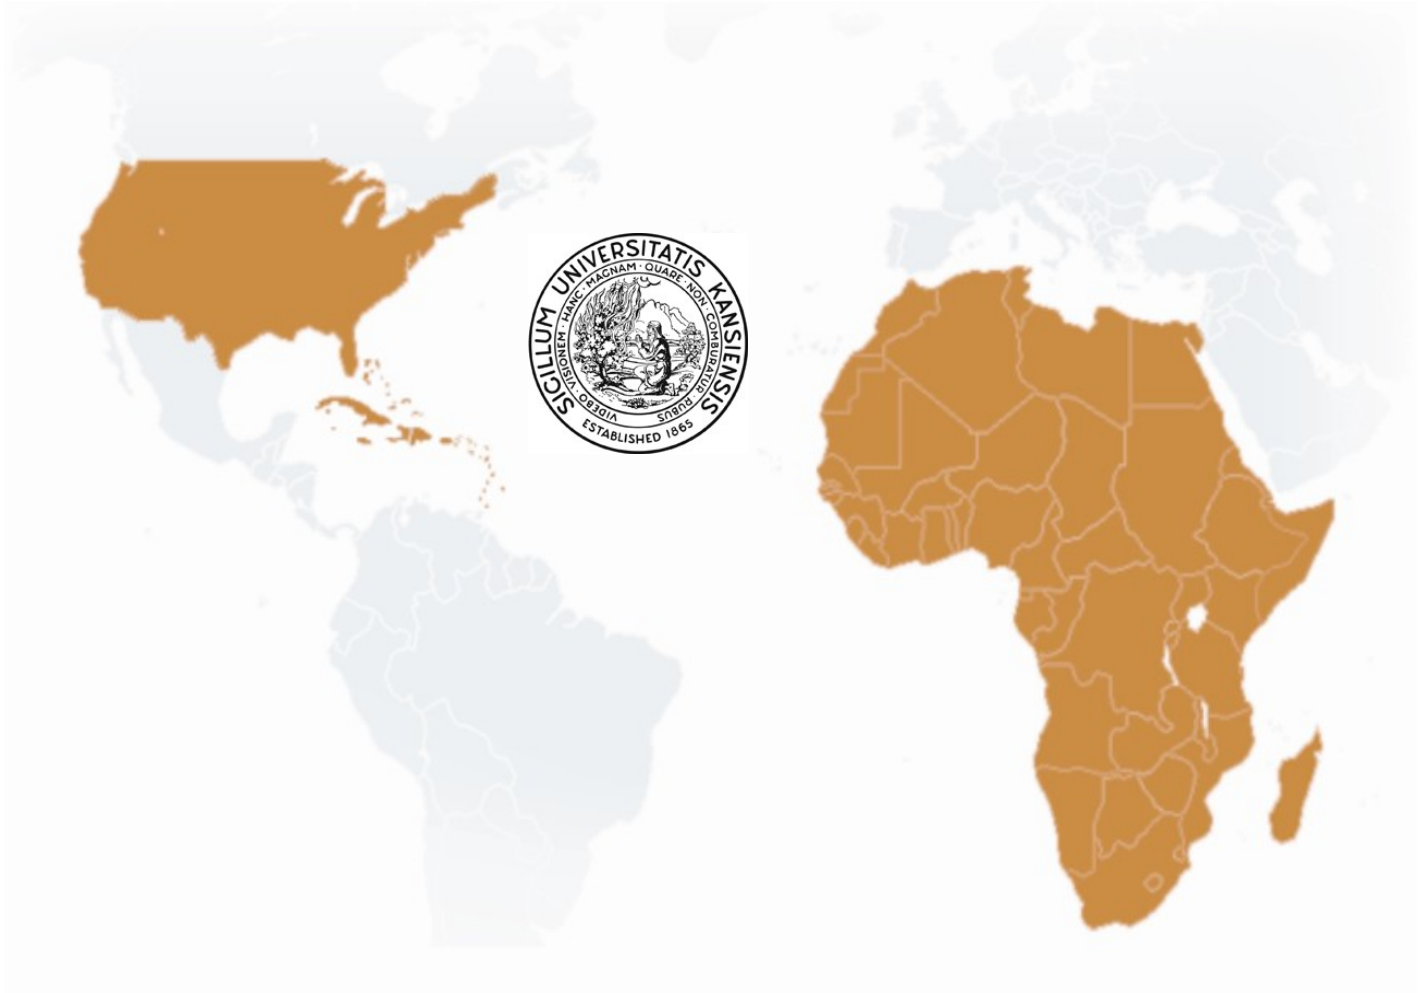 SIGILLUM UNIVERSITATIS KANSIENSIS
VIDEBO · VISIONEM · HANC · MAGNAM · QUARE · NON · COMBURATUR · RUBUS
ESTABLISHED 1865